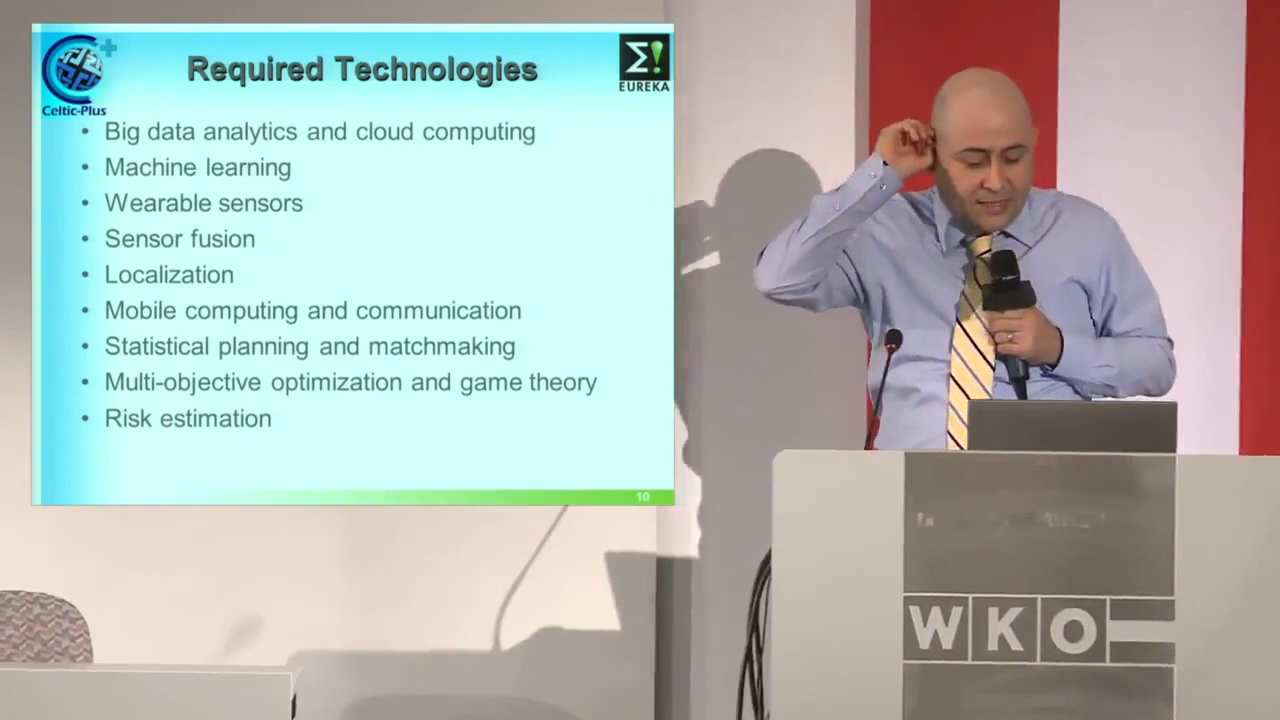 Required Technologies
Celtic-Plus
EUREKA
• Big data analytics and cloud computing
• Machine learning
• Wearable sensors
• Sensor fusion
• Localization
• Mobile computing and communication
• Statistical planning and matchmaking
• Multi-objective optimization and game theory
• Risk estimation
10
WKO